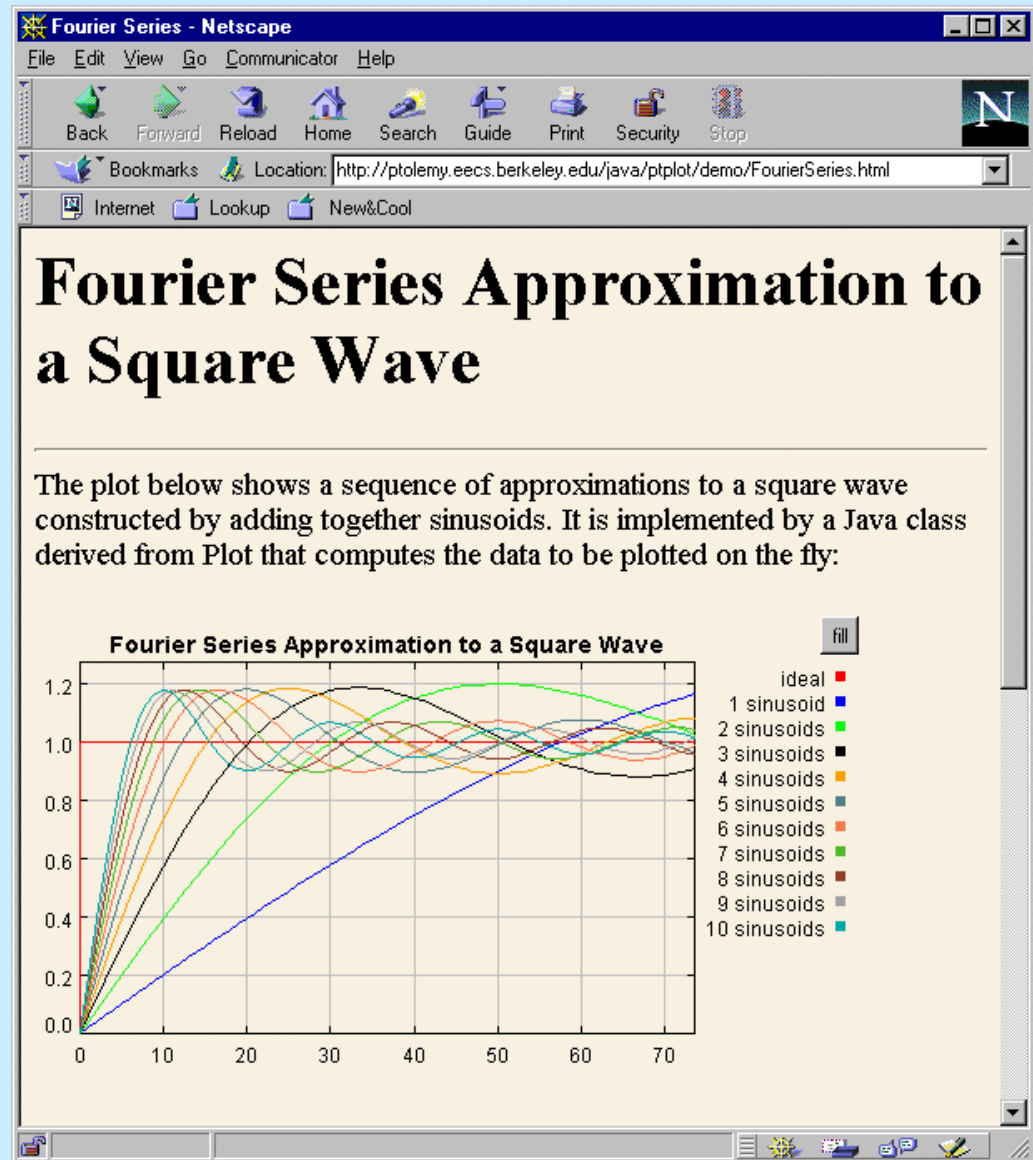 Fourier Series - Netscape
File Edit View Go Communicator Help
Back Forward Reload Home Search Guide Print Security Stop
N
Bookmarks Location: http://ptolemy.eecs.berkeley.edu/java/ptplot/demo/FourierSeries.html
Internet Lookup New&Cool
Fourier Series Approximation to
a Square Wave
The plot below shows a sequence of approximations to a square wave
constructed by adding together sinusoids. It is implemented by a Java class
derived from Plot that computes the data to be plotted on the fly:
Fourier Series Approximation to a Square Wave
fill
1.2
1.0
0.8
0.6
0.4
0.2
0.0
0 10 20 30 40 50 60 70
ideal
1 sinusoid
2 sinusoids
3 sinusoids
4 sinusoids
5 sinusoids
6 sinusoids
7 sinusoids
8 sinusoids
9 sinusoids
10 sinusoids